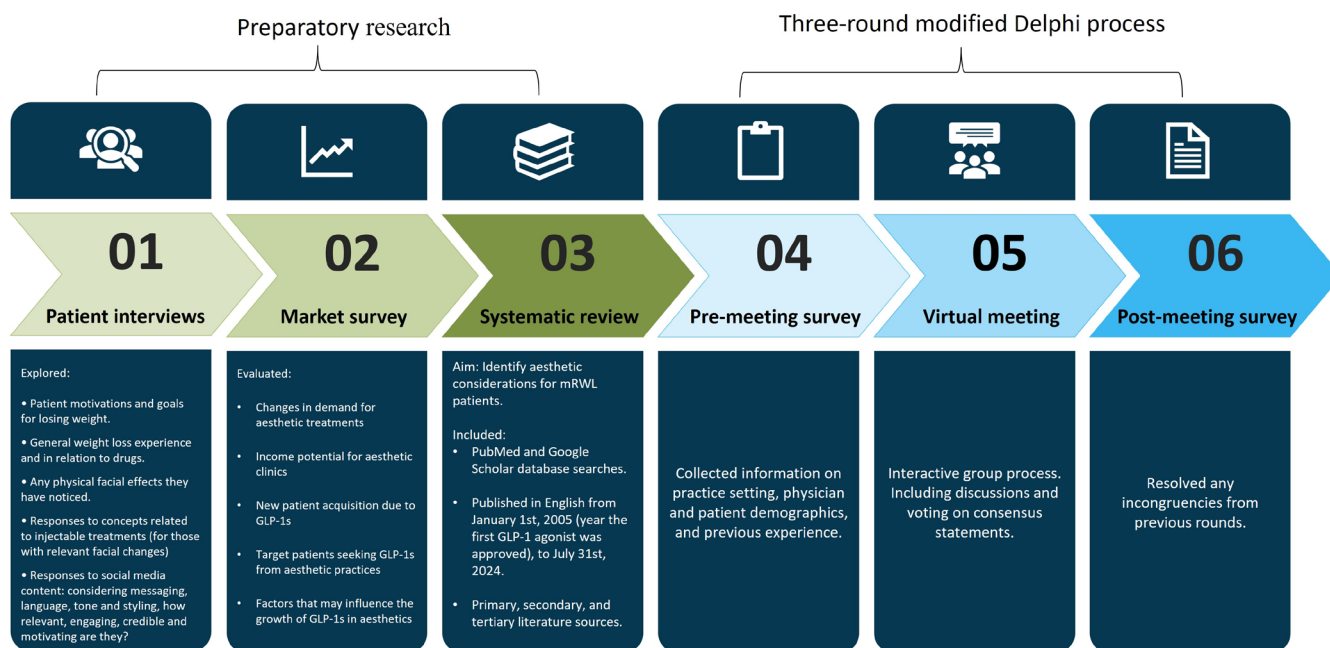 Preparatory research
Three-round modified Delphi process
01
Patient interviews
02
Market survey
03
Systematic review
04
Pre-meeting survey
05
Virtual meeting
06
Post-meeting survey
Explored:
• Patient motivations and goals
for losing weight.
• General weight loss experience
and in relation to drugs.
• Any physical facial effects they
have noticed.
• Responses to concepts related
to injectable treatments (for those
with relevant facial changes)
• Responses to social media
content: considering messaging,
language, tone and styling, how
relevant, engaging, credible and
motivating are they?
Evaluated:
• Changes in demand for
aesthetic treatments
• Income potential for aesthetic
clinics
• New patient acquisition due to
GLP-1s
• Target patients seeking GLP-1s
from aesthetic practices
• Factors that may influence the
growth of GLP-1s in aesthetics
Aim: Identify aesthetic
considerations for mRWL
patients.
Included:
• PubMed and Google
Scholar database searches.
• Published in English from
January 1st, 2005 (year the
first GLP-1 agonist was
approved), to July 31st,
2024.
• Primary, secondary, and
tertiary literature sources.
Collected information on
practice setting, physician
and patient demographics,
and previous experience.
Interactive group process.
Including discussions and
voting on consensus
statements.
Resolved any
incongruencies from
previous rounds.